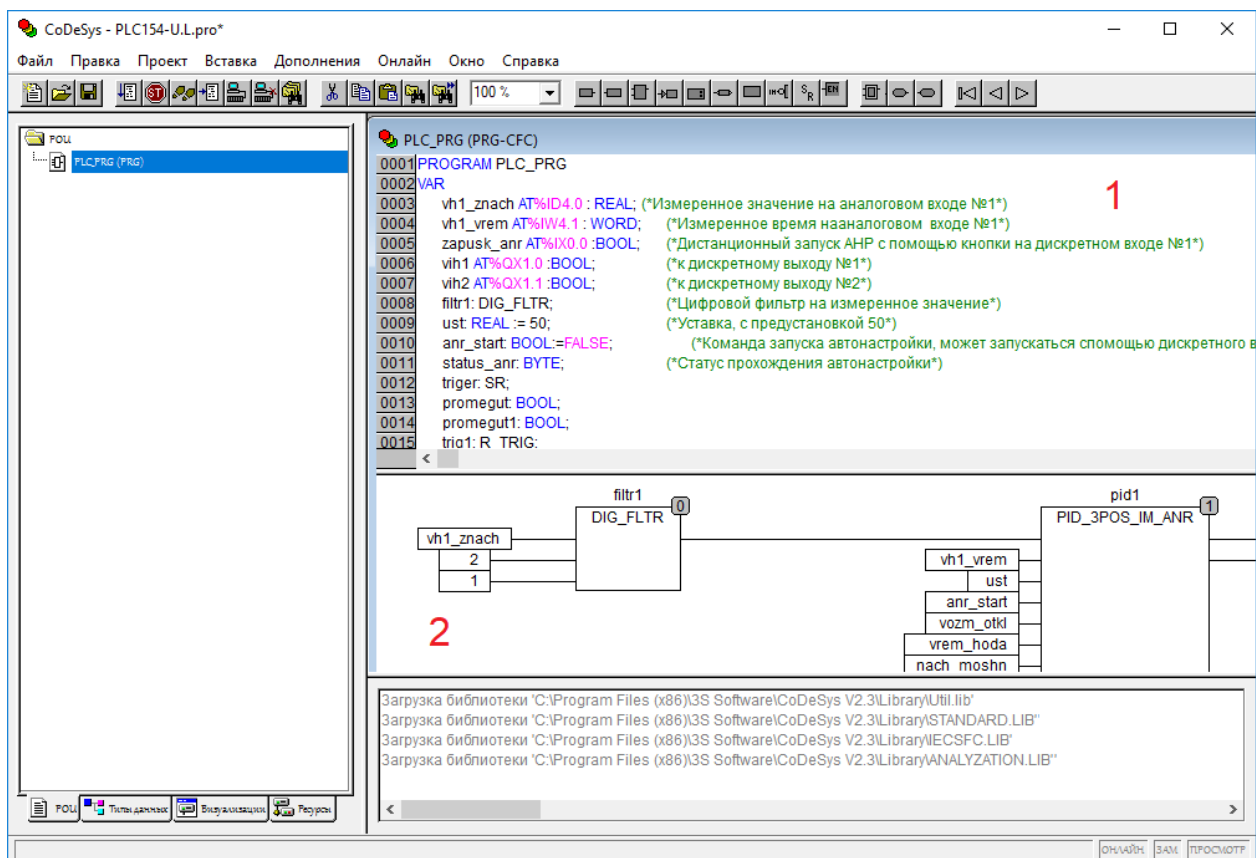 CoDeSys - PLC154-U.L.pro*
Файл Правка Проект Вставка Дополнения Онлайн Окно Справка
100 %
POU
PLC_PRG (PRG)
PLC_PRG (PRG-CFC)
0001 PROGRAM PLC_PRG
0002 VAR
0003 vh1_znach AT%ID4.0 : REAL; (*Измеренное значение на аналоговом входе №1*)
0004 vh1_vrem AT%IW4.1 : WORD; (*Измеренное время нааналоговом входе №1*)
0005 zapusk_anr AT%IX0.0 :BOOL; (*Дистанционный запуск АНР с помощью кнопки на дискретном входе №1*)
0006 vih1 AT%QX1.0 :BOOL; (*к дискретному выходу №1*)
0007 vih2 AT%QX1.1 :BOOL; (*к дискретному выходу №2*)
0008 filtr1: DIG_FLTR; (*Цифровой фильтр на измеренное значение*)
0009 ust: REAL := 50; (*Уставка, с предустановкой 50*)
0010 anr_start: BOOL:=FALSE; (*Команда запуска автонастройки, может запускаться спомощью дискретного в
0011 status_anr: BYTE; (*Статус прохождения автонастройки*)
0012 triger: SR;
0013 promegut: BOOL;
0014 promegut1: BOOL;
0015 trig1: R_TRIG;
1
filtr1
0
DIG_FLTR
vh1_znach
2
1
pid1
1
PID_3POS_IM_ANR
vh1_vrem
ust
anr_start
vozm_otkl
vrem_hoda
nach_moshn
2
Загрузка библиотеки 'C:\Program Files (x86)\3S Software\CoDeSys V2.3\Library\Util.lib'
Загрузка библиотеки 'C:\Program Files (x86)\3S Software\CoDeSys V2.3\Library\STANDARD.LIB''
Загрузка библиотеки 'C:\Program Files (x86)\3S Software\CoDeSys V2.3\Library\IECSFC.LIB'
Загрузка библиотеки 'C:\Program Files (x86)\3S Software\CoDeSys V2.3\Library\ANALYZATION.LIB''
POU Типы данных Визуализации Ресурсы
ОНЛАЙН ЗАМ ПРОСМОТР